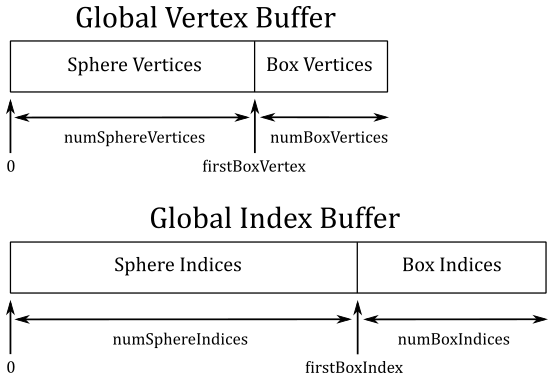 Global Vertex Buffer
Sphere Vertices Box Vertices
numSphereVertices numBoxVertices
0 firstBoxVertex
Global Index Buffer
Sphere Indices Box Indices
numSphereIndices numBoxIndices
0 firstBoxIndex